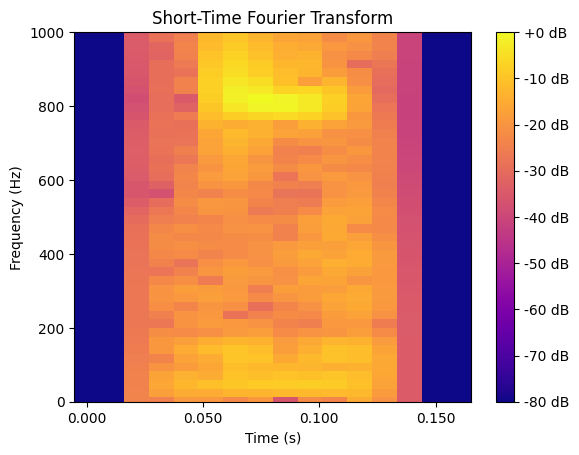 Short-Time Fourier Transform
1000
800
600
400
200
0
Frequency (Hz)
0.000
0.050
0.100
0.150
Time (s)
+0 dB
-10 dB
-20 dB
-30 dB
-40 dB
-50 dB
-60 dB
-70 dB
-80 dB